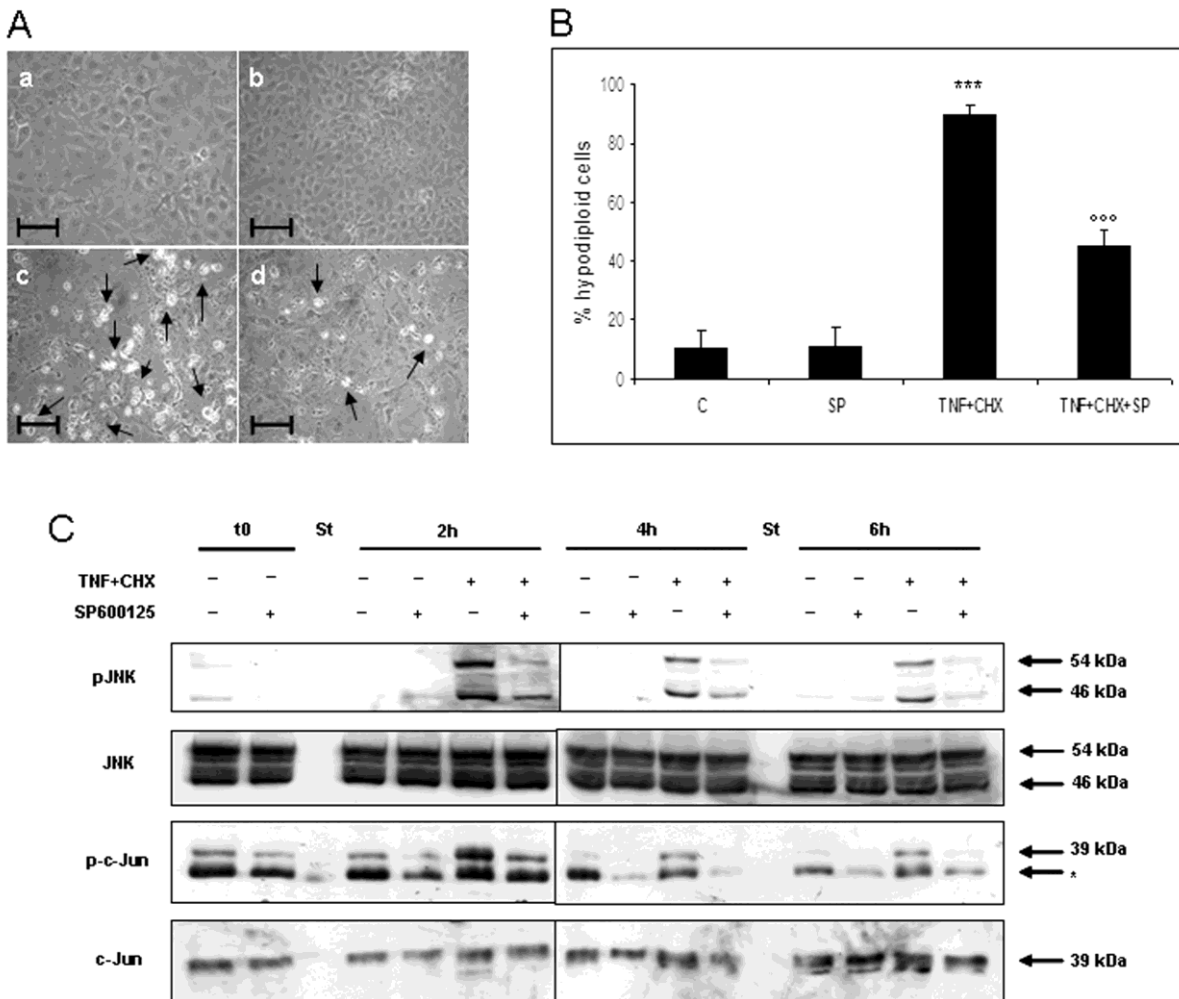 A
a
b
c
d
B
% hypodiploid cells
100
80
60
40
20
0
***
°°°
C
SP
TNF+CHX
TNF+CHX+SP
C
t0 St 2h 4h St 6h
TNF+CHX – – – – + + – – + + – – + +
SP600125 – + – + – + – + – + – + – +
pJNK
54 kDa
46 kDa
JNK
54 kDa
46 kDa
p-c-Jun
39 kDa
*
c-Jun
39 kDa